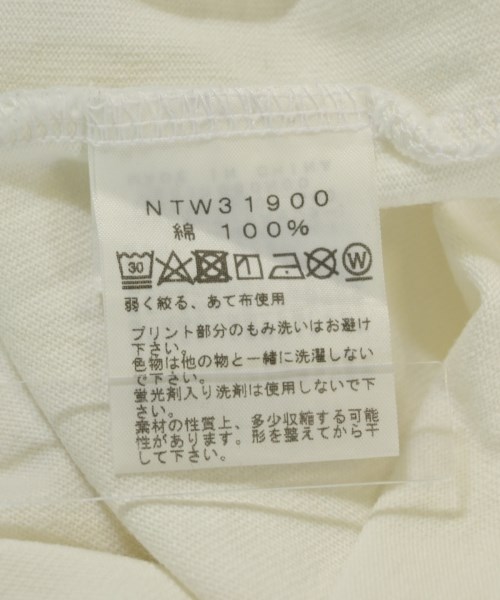 NTW31900
綿 100%
30 W
弱く絞る、あて布使用
プリント部分のもみ洗いはお避け
下さい。
色物は他の物と一緒に洗濯しない
で下さい。
蛍光剤入り洗剤は使用しないで下
さい。
素材の性質上、多少収縮する可能
性があります。形を整えてから干
して下さい。